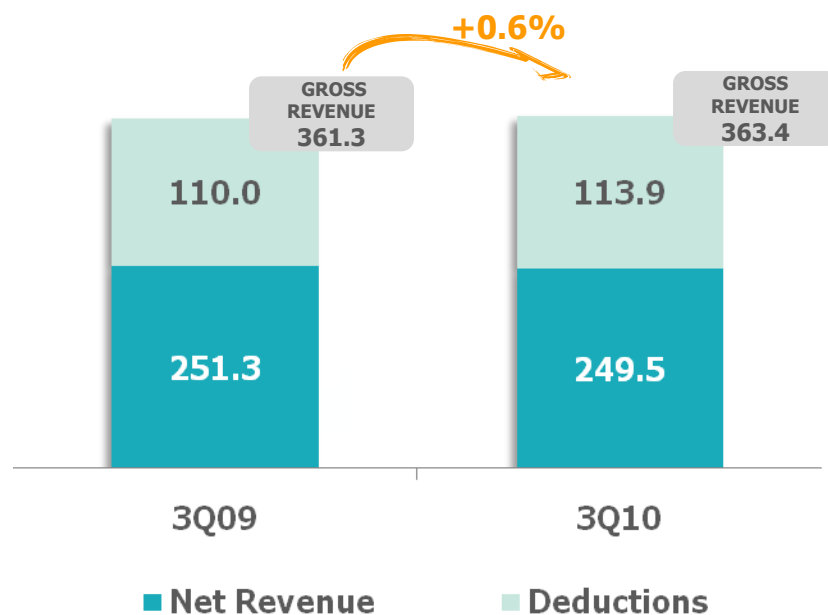 +0.6%
GROSS
REVENUE
361.3
GROSS
REVENUE
363.4
110.0
113.9
251.3
249.5
3Q09
3Q10
Net Revenue
Deductions